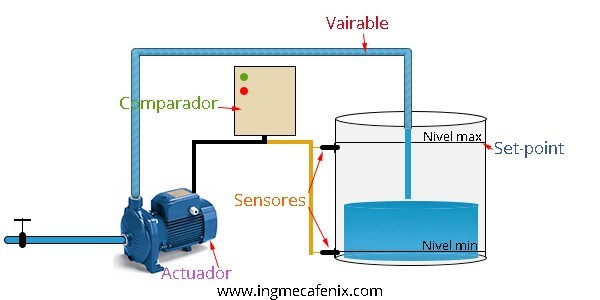 Vairable
Comparador
Nivel max
Set-point
Sensores
Nivel min
Actuador
www.ingmecafenix.com